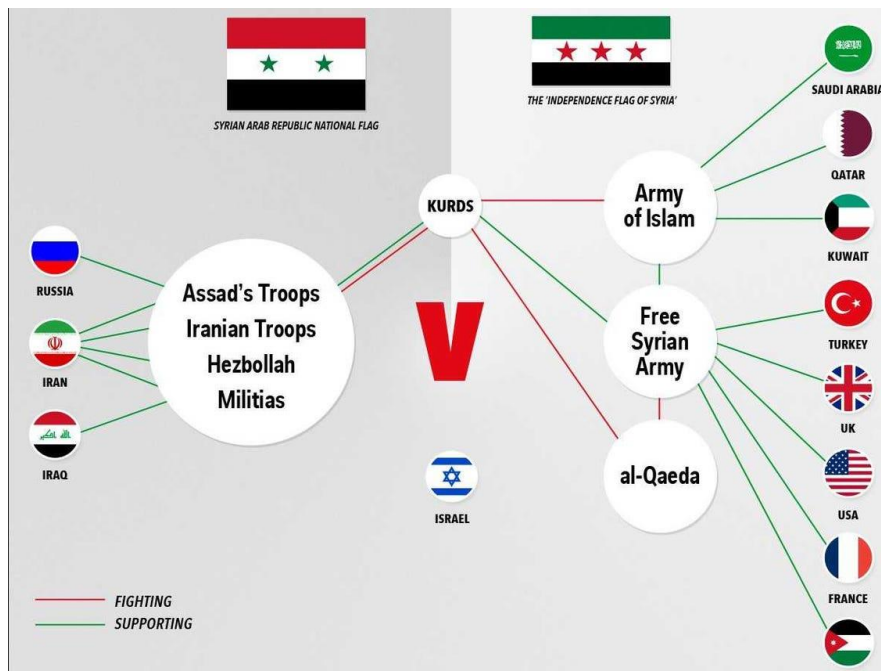 SYRIAN ARAB REPUBLIC NATIONAL FLAG
THE 'INDEPENDENCE FLAG OF SYRIA'
SAUDI ARABIA
QATAR
KUWAIT
TURKEY
UK
USA
FRANCE
KURDS
Army
of Islam
Free
Syrian
Army
al-Qaeda
RUSSIA
IRAN
IRAQ
Assad's Troops
Iranian Troops
Hezbollah
Militias
V
ISRAEL
FIGHTING
SUPPORTING